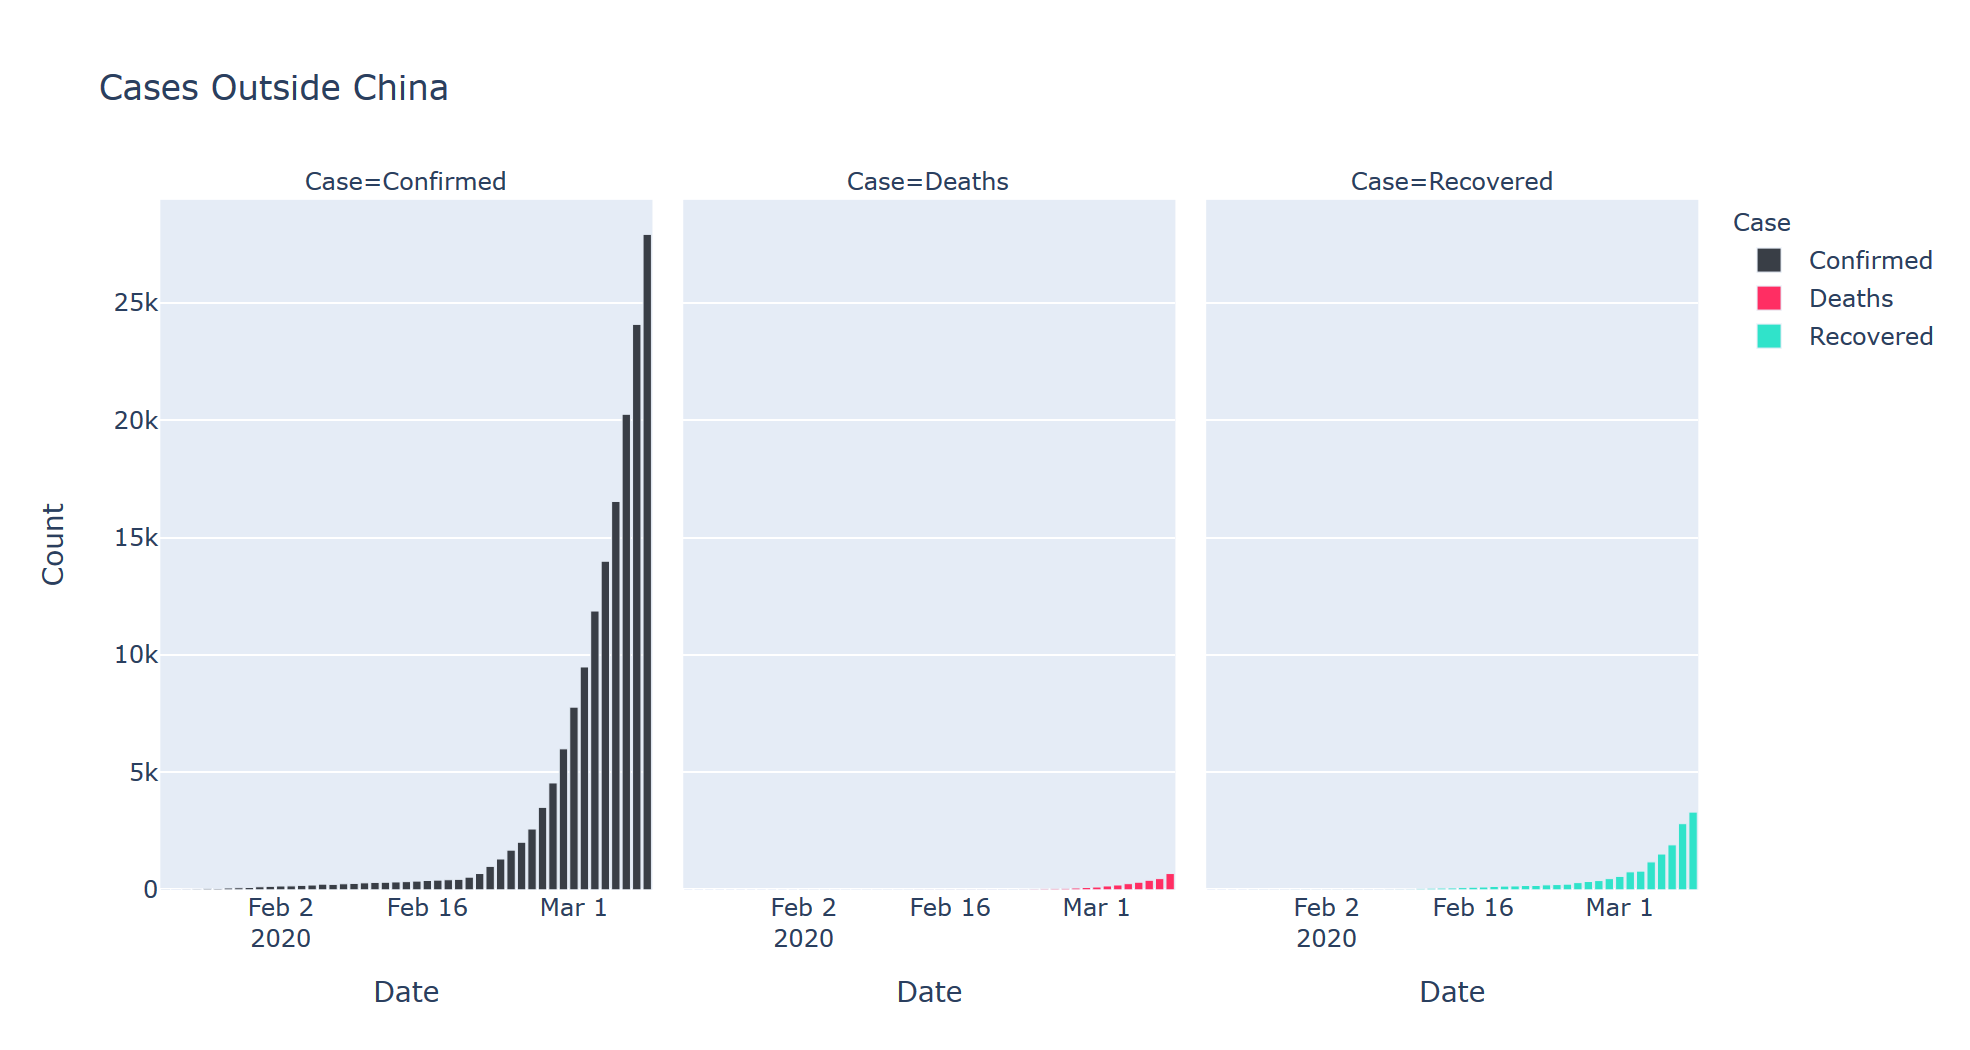 Cases Outside China
Case=Confirmed
Case=Deaths
Case=Recovered
Case
Confirmed
Deaths
Recovered
Count
25k
20k
15k
10k
5k
0
Feb 2
2020
Feb 16
Mar 1
Feb 2
2020
Feb 16
Mar 1
Feb 2
2020
Feb 16
Mar 1
Date
Date
Date